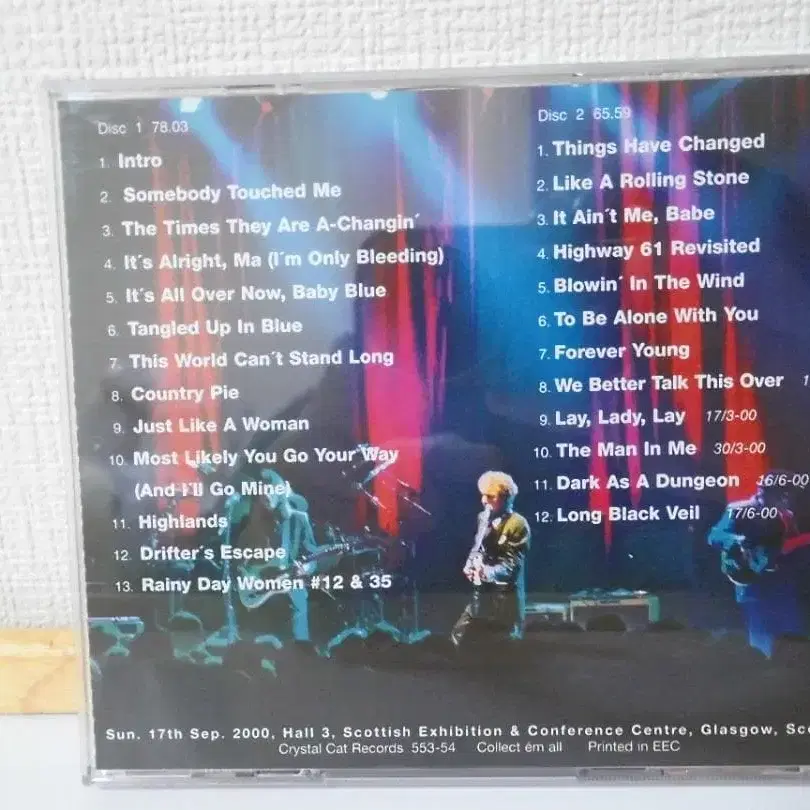 Disc 1 78.03
1. Intro
2. Somebody Touched Me
3. The Times They Are A-Changin´
4. It´s Alright, Ma (I´m Only Bleeding)
5. It´s All Over Now, Baby Blue
6. Tangled Up In Blue
7. This World Can´t Stand Long
8. Country Pie
9. Just Like A Woman
10. Most Likely You Go Your Way
(And I´ll Go Mine)
11. Highlands
12. Drifter´s Escape
13. Rainy Day Women #12 & 35
Disc 2 65.59
1. Things Have Changed
2. Like A Rolling Stone
3. It Ain´t Me, Babe
4. Highway 61 Revisited
5. Blowin´ In The Wind
6. To Be Alone With You
7. Forever Young
8. We Better Talk This Over
9. Lay, Lady, Lay 17/3-00
10. The Man In Me 30/3-00
11. Dark As A Dungeon 16/6-00
12. Long Black Veil 17/6-00
Sun. 17th Sep. 2000, Hall 3, Scottish Exhibition & Conference Centre, Glasgow,
Crystal Cat Records 553-54 Collect ém all Printed in EEC